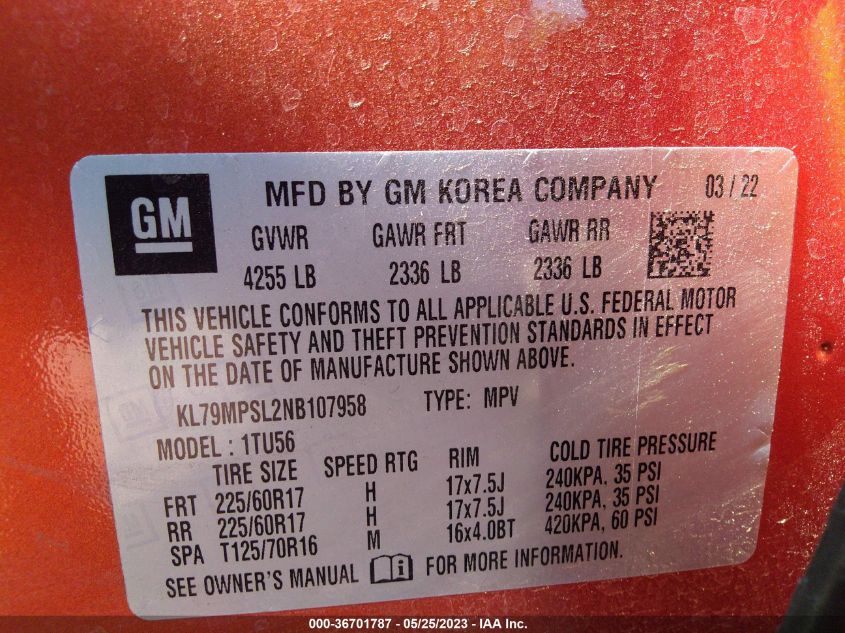 GM
MFD BY GM KOREA COMPANY 03 / 22
GVWR GAWR FRT GAWR RR
4255 LB 2336 LB 2336 LB
THIS VEHICLE CONFORMS TO ALL APPLICABLE U.S. FEDERAL MOTOR
VEHICLE SAFETY AND THEFT PREVENTION STANDARDS IN EFFECT
ON THE DATE OF MANUFACTURE SHOWN ABOVE.
KL79MPSL2NB107958 TYPE: MPV
MODEL : 1TU56
TIRE SIZE SPEED RTG RIM COLD TIRE PRESSURE
FRT 225/60R17 H 17x7.5J 240KPA, 35 PSI
RR 225/60R17 H 17x7.5J 240KPA, 35 PSI
SPA T125/70R16 M 16x4.0BT 420KPA, 60 PSI
SEE OWNER'S MANUAL i FOR MORE INFORMATION.
000-36701787 - 05/25/2023 - IAA Inc.